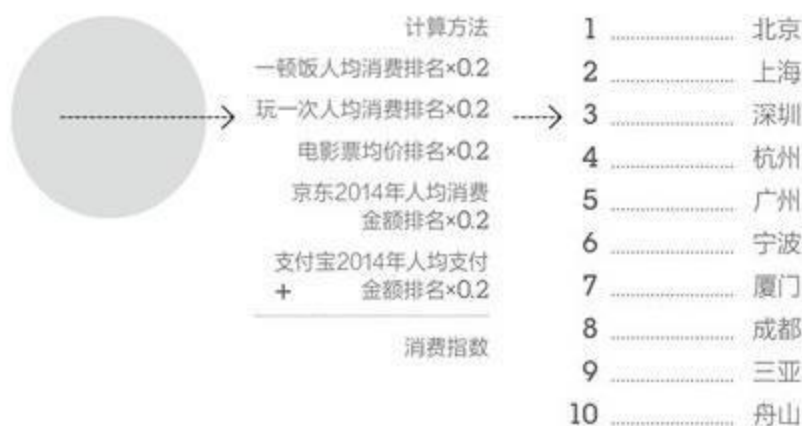 计算方法
一顿饭人均消费排名×0.2
玩一次人均消费排名×0.2
电影票均价排名×0.2
京东2014年人均消费
金额排名×0.2
支付宝2014年人均支付
+ 金额排名×0.2
消费指数
1 北京
2 上海
3 深圳
4 杭州
5 广州
6 宁波
7 厦门
8 成都
9 三亚
10 舟山